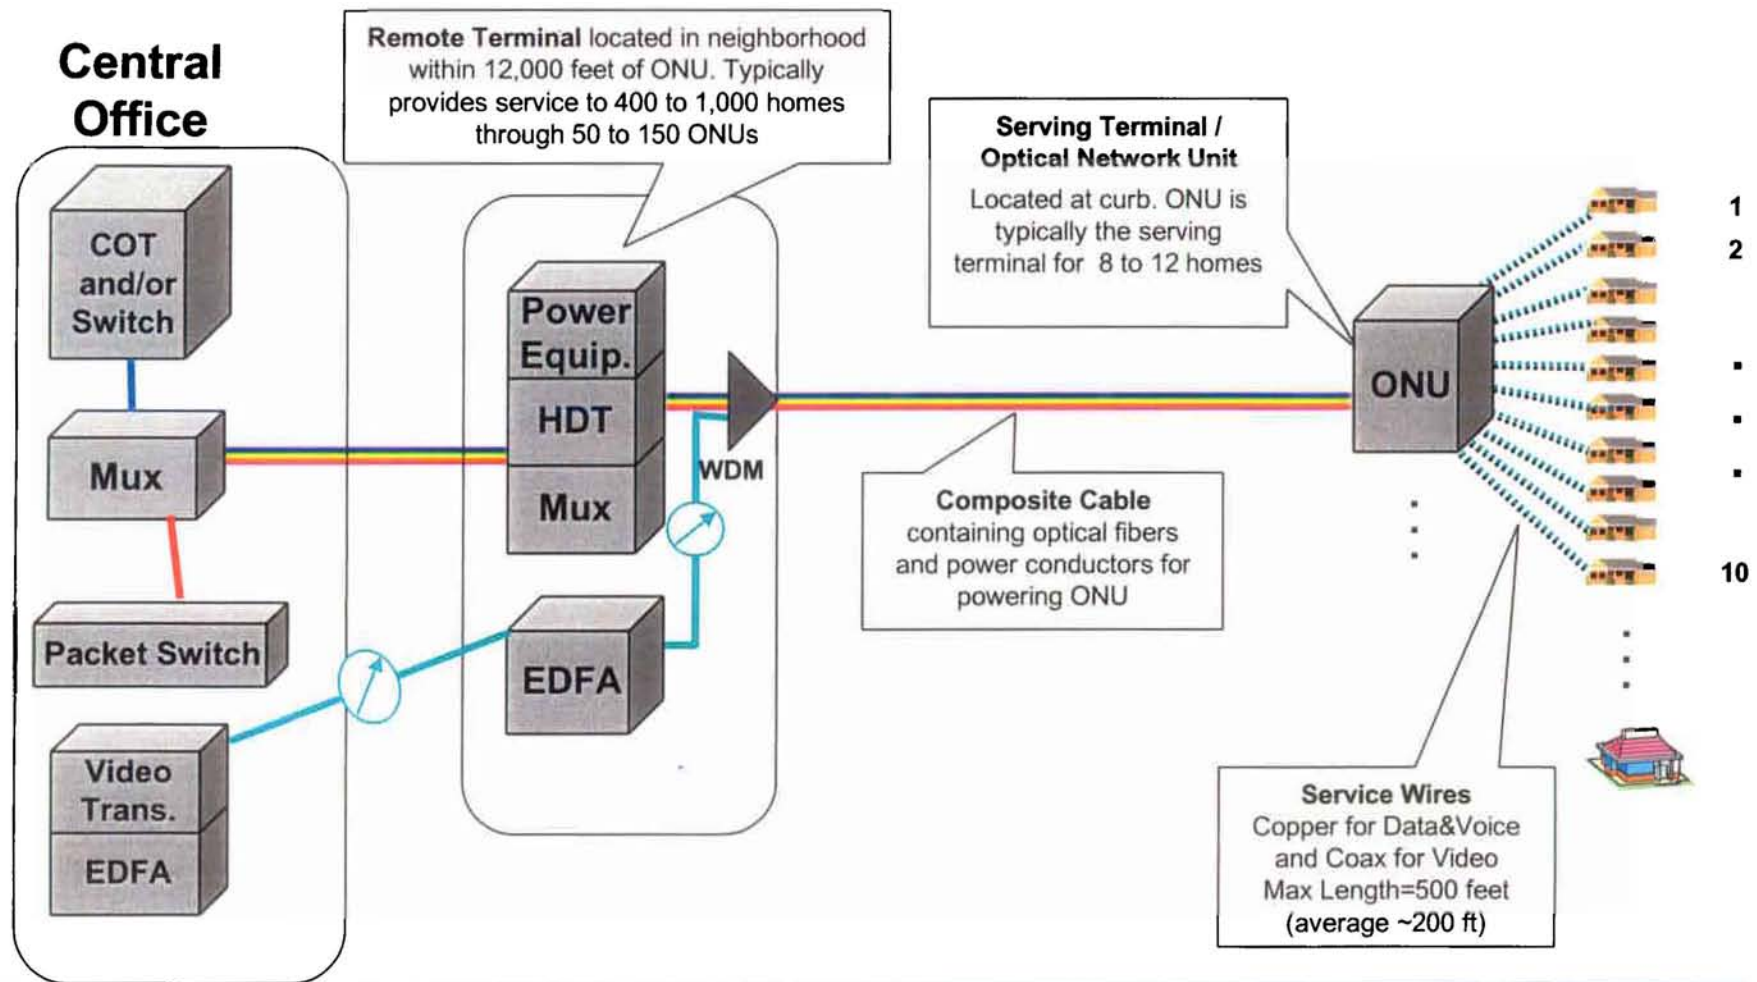 Central
Office
COT
and/or
Switch
Mux
Packet Switch
Video
Trans.
EDFA
Remote Terminal located in neighborhood
within 12,000 feet of ONU. Typically
provides service to 400 to 1,000 homes
through 50 to 150 ONUs
Power
Equip.
HDT
Mux
EDFA
WDM
Serving Terminal /
Optical Network Unit
Located at curb. ONU is
typically the serving
terminal for 8 to 12 homes
Composite Cable
containing optical fibers
and power conductors for
powering ONU
ONU
1
2
10
Service Wires
Copper for Data&Voice
and Coax for Video
Max Length=500 feet
(average ~200 ft)